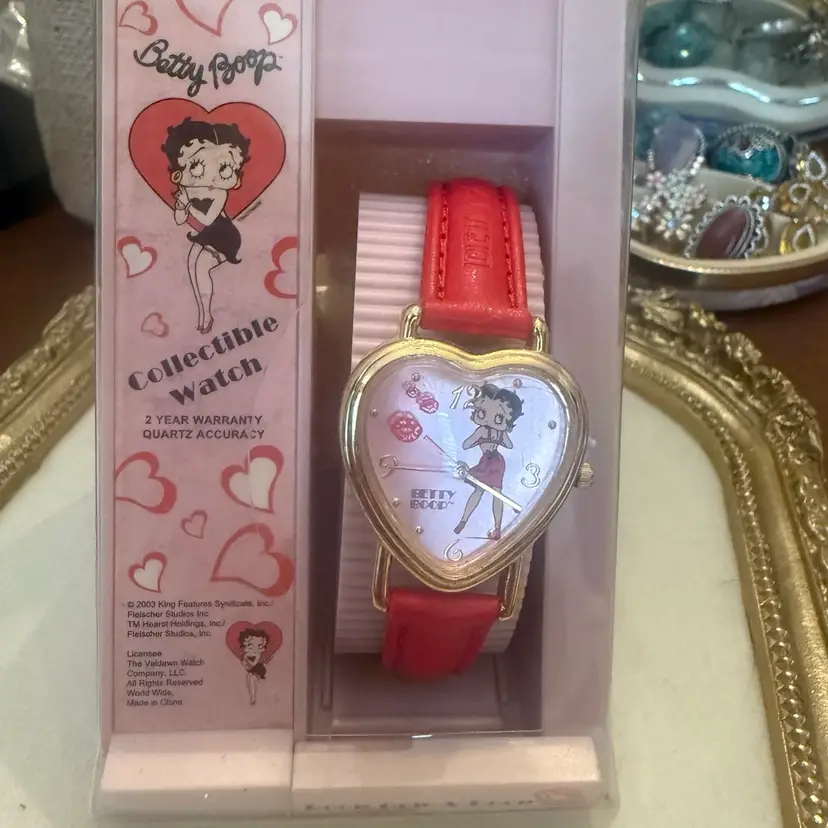 Betty Boop™
Collectible
Watch
2 YEAR WARRANTY
QUARTZ ACCURACY
© 2003 King Features Syndicate, Inc./
Fleischer Studios Inc.
TM Hearst Holdings, Inc./
Fleischer Studios, Inc.
Licensee
The Valdawn Watch
Company, LLC.
All Rights Reserved
World Wide.
Made in China
12
9
3
BETTY
BOOP™
6